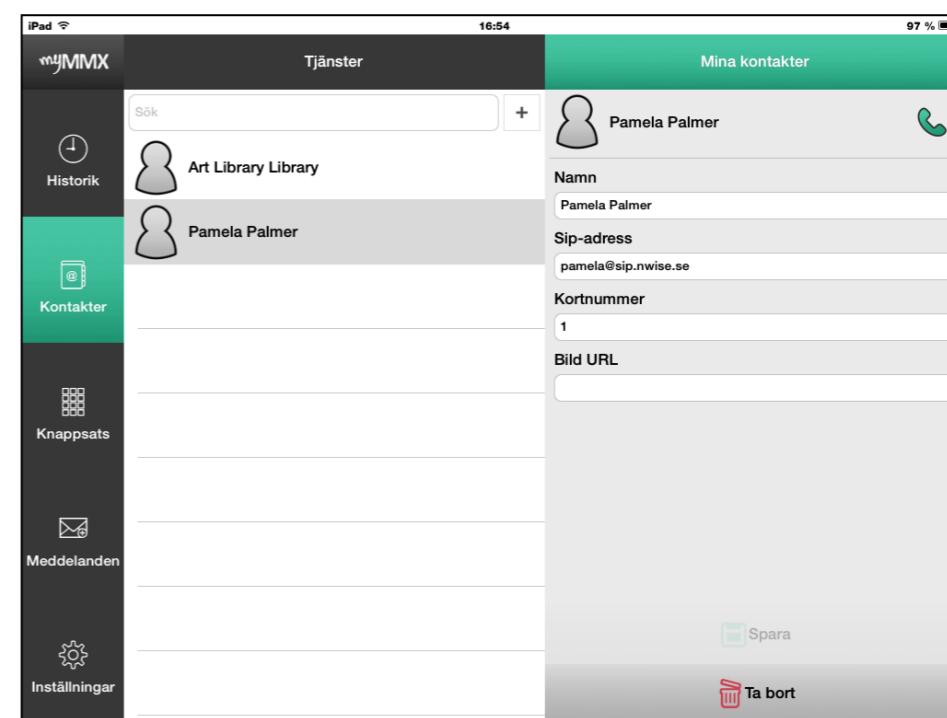 iPad 16:54 97 %
myMMX
Tjänster
Mina kontakter
Historik
Kontakter
Knappsats
Meddelanden
Inställningar
Sök +
Art Library Library
Pamela Palmer
Pamela Palmer
Namn
Pamela Palmer
Sip-adress
pamela@sip.nwise.se
Kortnummer
1
Bild URL
Spara
Ta bort